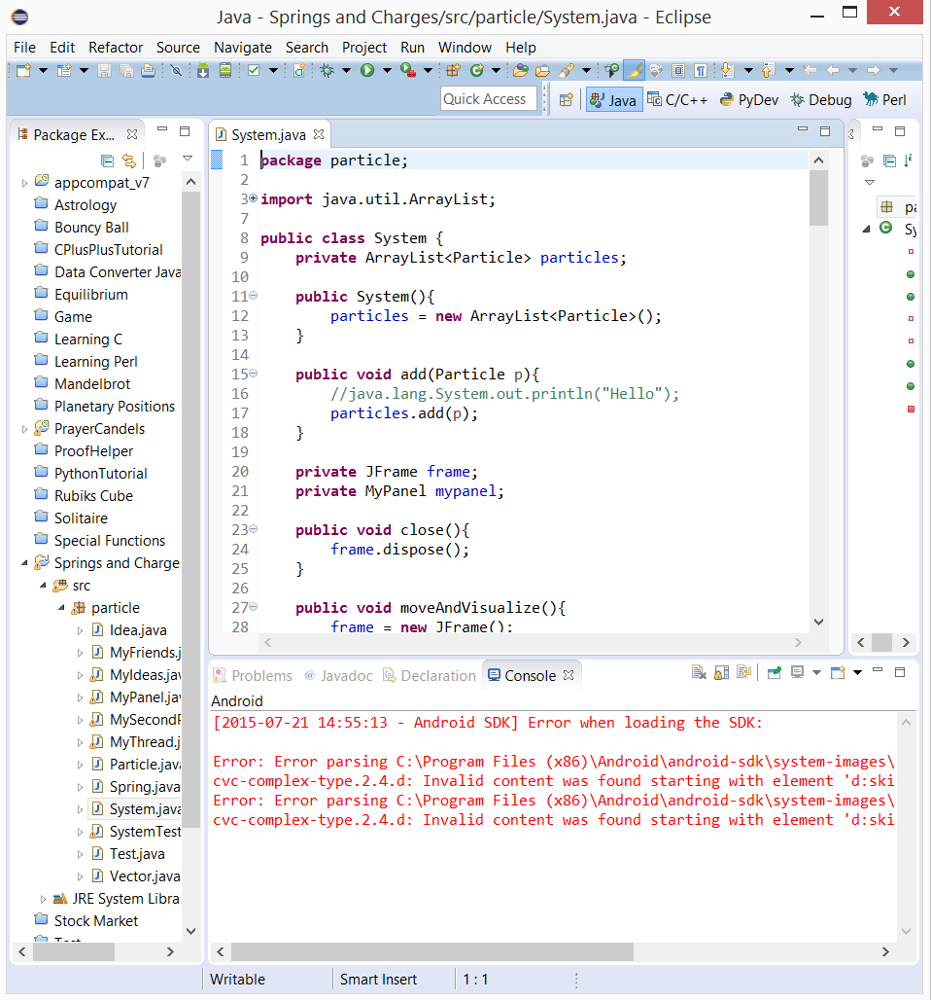 Java - Springs and Charges/src/particle/System.java - Eclipse
File Edit Refactor Source Navigate Search Project Run Window Help
Quick Access Java C/C++ PyDev Debug Perl
Package Ex...
appcompat_v7
Astrology
Bouncy Ball
CPlusPlusTutorial
Data Converter Java
Equilibrium
Game
Learning C
Learning Perl
Mandelbrot
Planetary Positions
PrayerCandels
ProofHelper
PythonTutorial
Rubiks Cube
Solitaire
Special Functions
Springs and Charge
src
particle
Idea.java
MyFriends.j
MyIdeas.jav
MyPanel.jav
MySecondP
MyThread.j
Particle.java
Spring.java
System.java
SystemTest
Test.java
Vector.java
JRE System Libra
Stock Market
Test
System.java
1 package particle;
2
3 import java.util.ArrayList;
7
8 public class System {
9 private ArrayList<Particle> particles;
10
11 public System(){
12 particles = new ArrayList<Particle>();
13 }
14
15 public void add(Particle p){
16 //java.lang.System.out.println("Hello");
17 particles.add(p);
18 }
19
20 private JFrame frame;
21 private MyPanel mypanel;
22
23 public void close(){
24 frame.dispose();
25 }
26
27 public void moveAndVisualize(){
28 frame = new JFrame();
pa
Sy
Problems Javadoc Declaration Console
Android
[2015-07-21 14:55:13 - Android SDK] Error when loading the SDK:
Error: Error parsing C:\Program Files (x86)\Android\android-sdk\system-images\
cvc-complex-type.2.4.d: Invalid content was found starting with element 'd:ski
Error: Error parsing C:\Program Files (x86)\Android\android-sdk\system-images\
cvc-complex-type.2.4.d: Invalid content was found starting with element 'd:ski
Writable Smart Insert 1 : 1